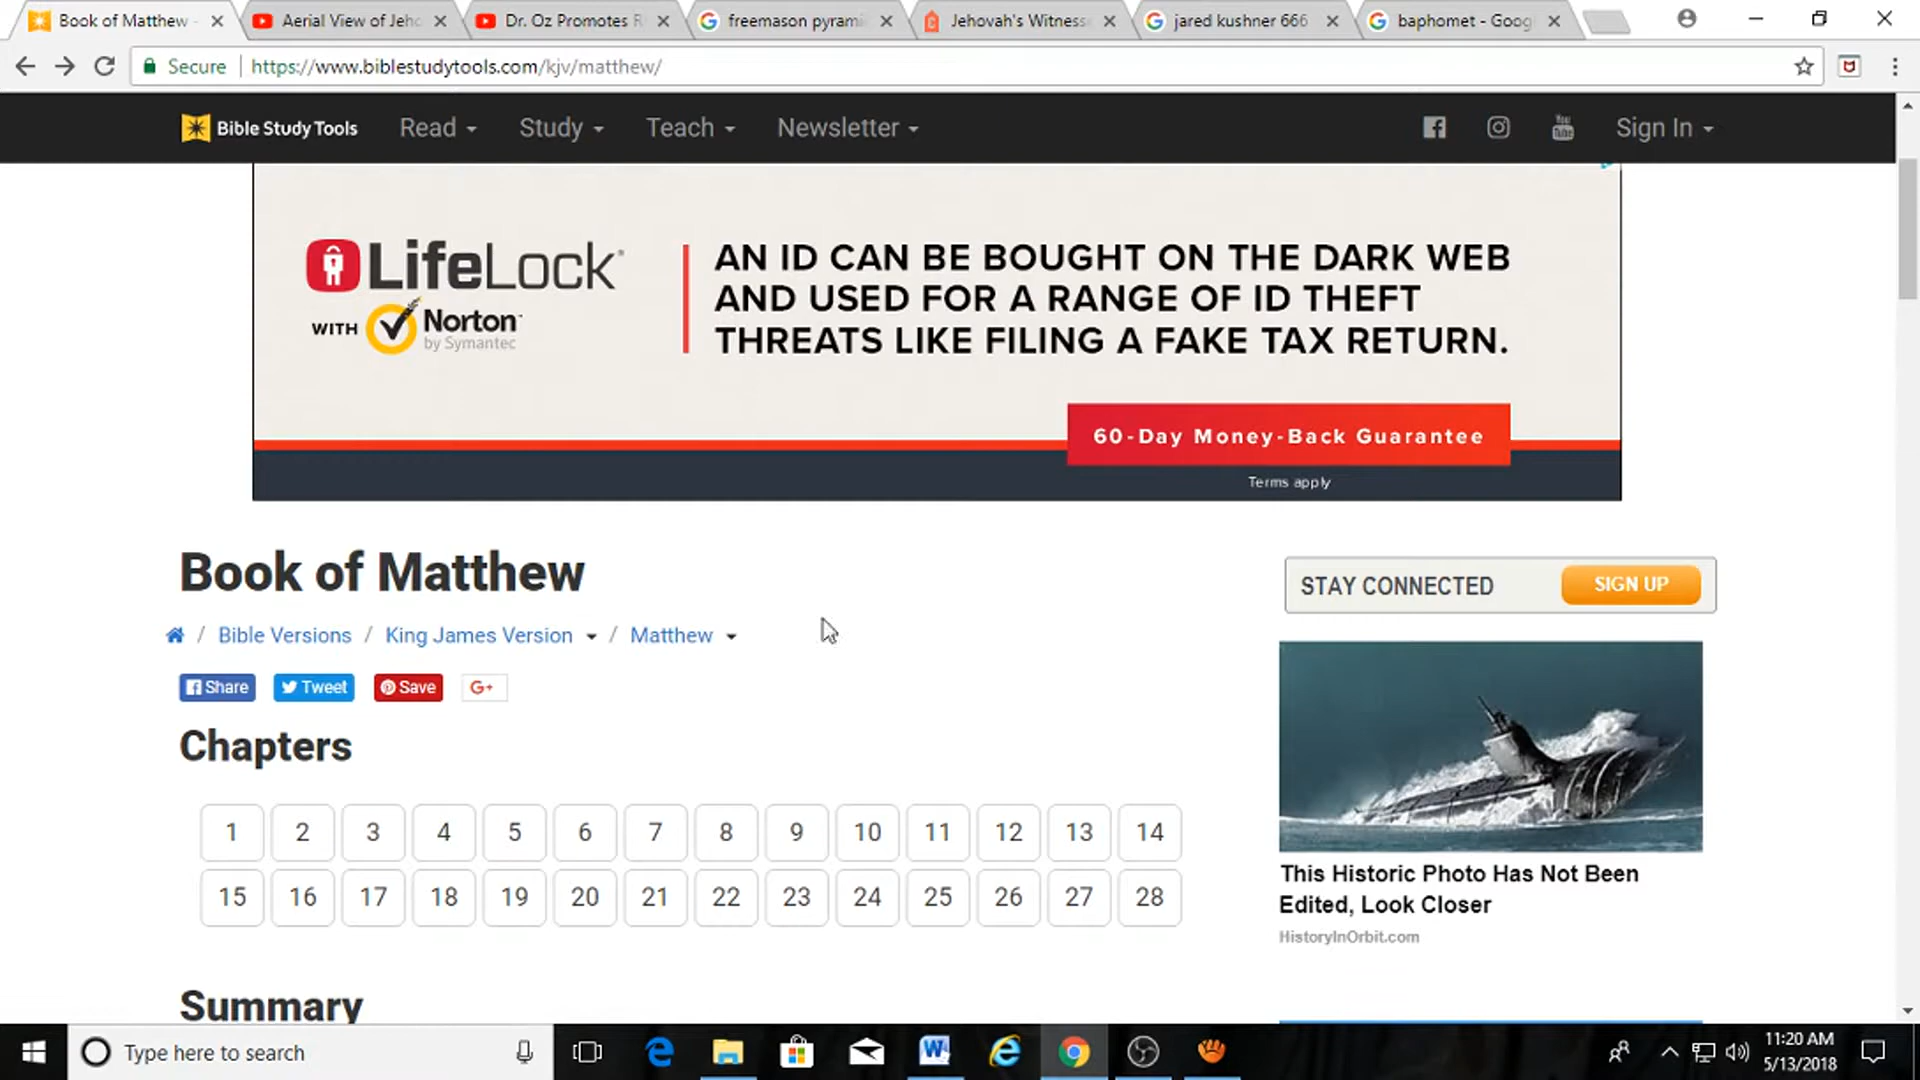 Book of Matthew -
Aerial View of Jeho
Dr. Oz Promotes R
freemason pyrami
Jehovah's Witness
jared kushner 666
baphomet - Goog
Secure
https://www.biblestudytools.com/kjv/matthew/
Bible Study Tools
Read
Study
Teach
Newsletter
You Tube
Sign In
LifeLock
WITH Norton
by Symantec
AN ID CAN BE BOUGHT ON THE DARK WEB
AND USED FOR A RANGE OF ID THEFT
THREATS LIKE FILING A FAKE TAX RETURN.
60-Day Money-Back Guarantee
Terms apply
Book of Matthew
/ Bible Versions / King James Version / Matthew
Share
Tweet
Save
G+
Chapters
1 2 3 4 5 6 7 8 9 10 11 12 13 14
15 16 17 18 19 20 21 22 23 24 25 26 27 28
Summary
STAY CONNECTED
SIGN UP
This Historic Photo Has Not Been
Edited, Look Closer
HistoryInOrbit.com
Type here to search
11:20 AM
5/13/2018